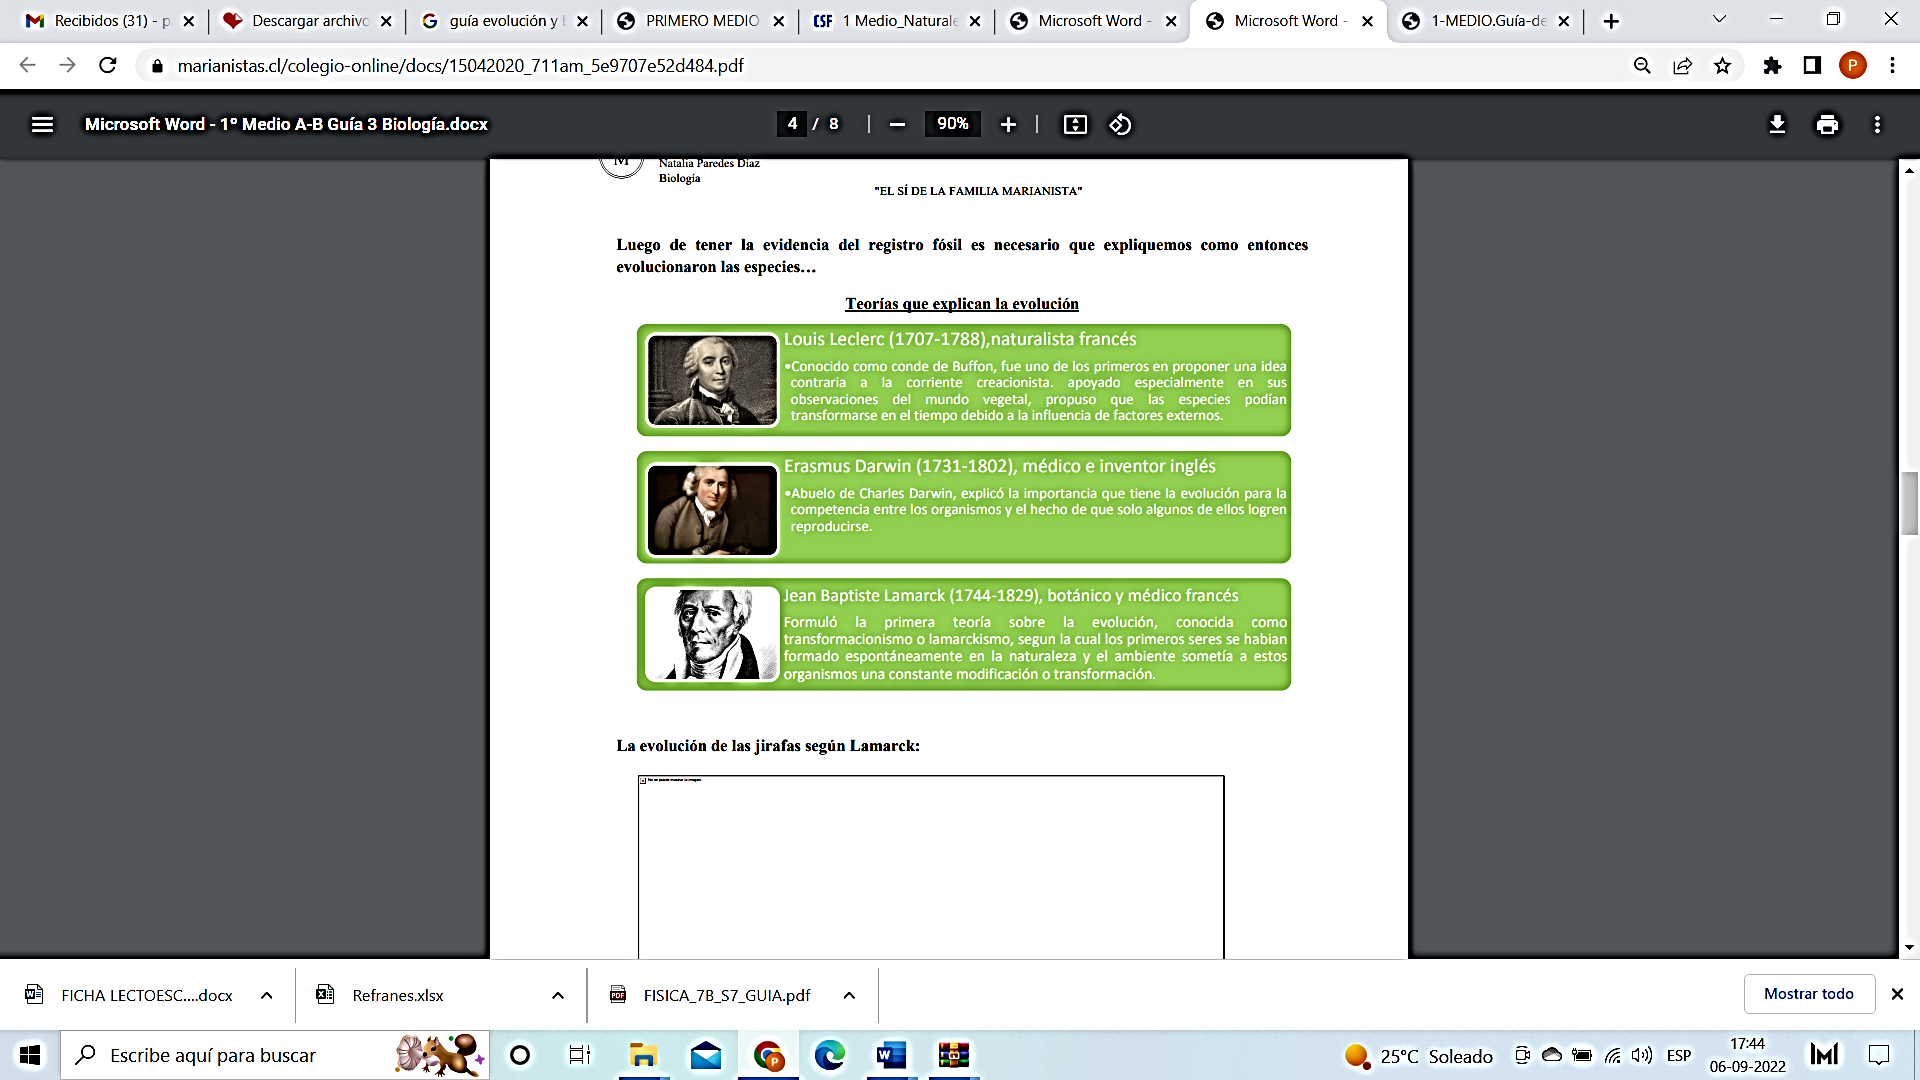 Recibidos (31) - p
Descargar archivo
guía evolución y b
PRIMERO MEDIO
CSF 1 Medio_Naturale
Microsoft Word -
Microsoft Word -
1-MEDIO.Guía-de
marianistas.cl/colegio-online/docs/15042020_711am_5e9707e52d484.pdf
P
Microsoft Word - 1º Medio A-B Guía 3 Biología.docx
4 / 8
90%
M
Natalia Paredes Díaz
Biología
"EL SÍ DE LA FAMILIA MARIANISTA"
Luego de tener la evidencia del registro fósil es necesario que expliquemos como entonces
evolucionaron las especies…
Teorías que explican la evolución
Louis Leclerc (1707-1788),naturalista francés
•Conocido como conde de Buffon, fue uno de los primeros en proponer una idea
contraria a la corriente creacionista. apoyado especialmente en sus
observaciones del mundo vegetal, propuso que las especies podían
transformarse en el tiempo debido a la influencia de factores externos.
Erasmus Darwin (1731-1802), médico e inventor inglés
•Abuelo de Charles Darwin, explicó la importancia que tiene la evolución para la
competencia entre los organismos y el hecho de que solo algunos de ellos logren
reproducirse.
Jean Baptiste Lamarck (1744-1829), botánico y médico francés
Formuló la primera teoría sobre la evolución, conocida como
transformacionismo o lamarckismo, segun la cual los primeros seres se habian
formado espontáneamente en la naturaleza y el ambiente sometía a estos
organismos una constante modificación o transformación.
La evolución de las jirafas según Lamarck:
No se puede mostrar la imagen.
FICHA LECTOESC....docx
Refranes.xlsx
FISICA_7B_S7_GUIA.pdf
Mostrar todo
Escribe aquí para buscar
25°C Soleado
ESP
17:44
06-09-2022